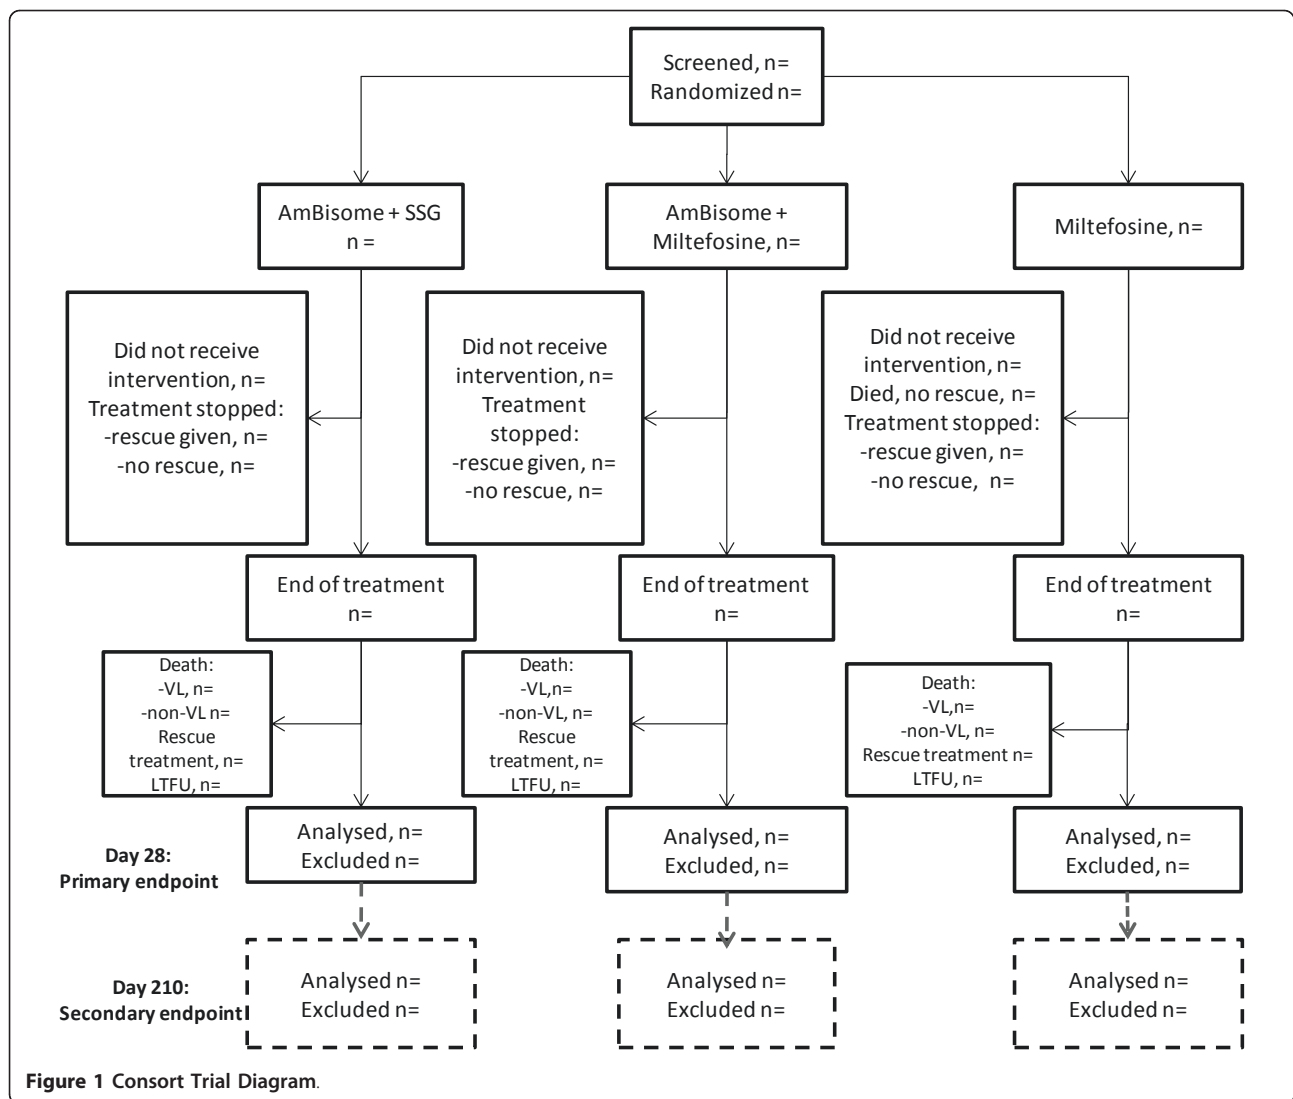 Screened, n=
Randomized n=
AmBisome + SSG
n =
AmBisome +
Miltefosine, n=
Miltefosine, n=
Did not receive
intervention, n=
Treatment stopped:
-rescue given, n=
-no rescue, n=
Did not receive
intervention, n=
Treatment
stopped:
-rescue given, n=
-no rescue, n=
Did not receive
intervention, n=
Died, no rescue, n=
Treatment stopped:
-rescue given, n=
-no rescue, n=
End of treatment
n=
End of treatment
n=
End of treatment
n=
Death:
-VL, n=
-non-VL n=
Rescue
treatment, n=
LTFU, n=
Death:
-VL,n=
-non-VL, n=
Rescue
treatment, n=
LTFU, n=
Death:
-VL,n=
-non-VL, n=
Rescue treatment n=
LTFU, n=
Day 28:
Primary endpoint
Analysed, n=
Excluded n=
Analysed, n=
Excluded, n=
Analysed, n=
Excluded, n=
Day 210:
Secondary endpoint
Analysed n=
Excluded n=
Analysed n=
Excluded n=
Analysed n=
Excluded n=
Figure 1 Consort Trial Diagram.